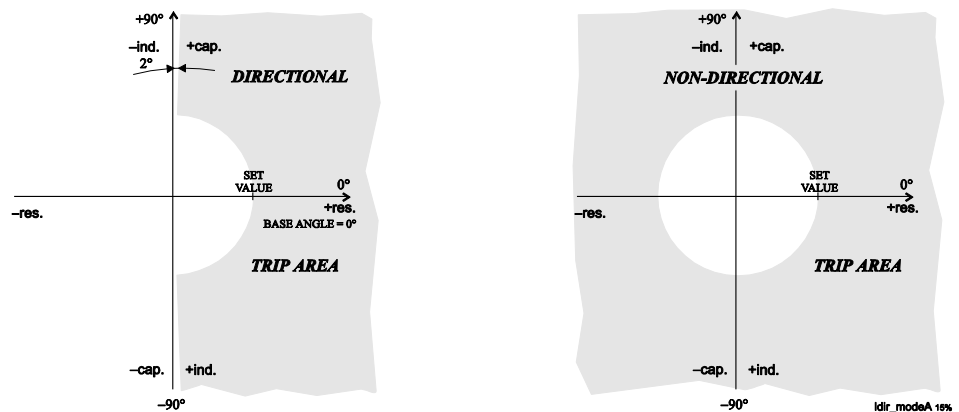 +90°
–ind. +cap.
2°
DIRECTIONAL
SET
VALUE
0°
–res.
+res.
BASE ANGLE = 0°
TRIP AREA
–cap. +ind.
–90°
+90°
–ind. +cap.
NON-DIRECTIONAL
SET
VALUE
0°
–res.
+res.
TRIP AREA
–cap. +ind.
–90°
Idir_modeA 15%